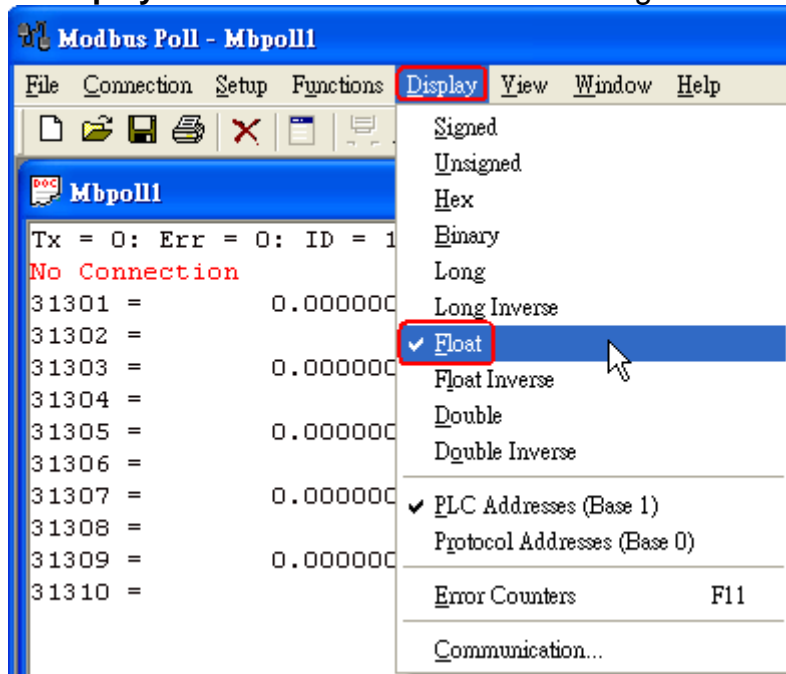 Modbus Poll - Mbpoll1
File Connection Setup Functions Display View Window Help
Mbpoll1
Tx = 0: Err = 0: ID = 1
No Connection
31301 = 0.000000
31302 =
31303 = 0.000000
31304 =
31305 = 0.000000
31306 =
31307 = 0.000000
31308 =
31309 = 0.000000
31310 =
Signed
Unsigned
Hex
Binary
Long
Long Inverse
Float
Float Inverse
Double
Double Inverse
PLC Addresses (Base 1)
Protocol Addresses (Base 0)
Error Counters F11
Communication...